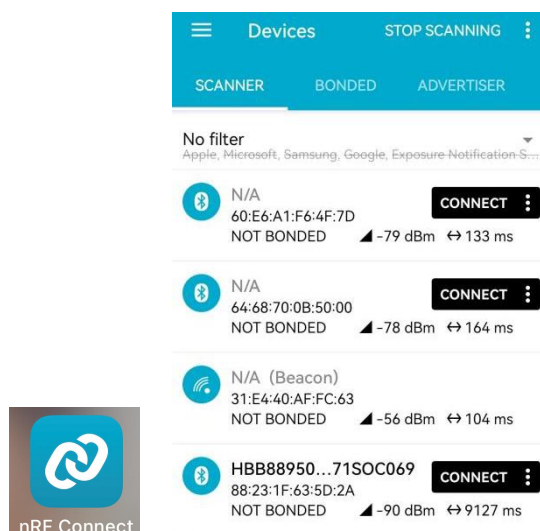 Devices STOP SCANNING
SCANNER BONDED ADVERTISER
No filter
Apple, Microsoft, Samsung, Google, Exposure Notification S...
N/A
60:E6:A1:F6:4F:7D CONNECT
NOT BONDED -79 dBm 133 ms
N/A
64:68:70:0B:50:00 CONNECT
NOT BONDED -78 dBm 164 ms
N/A (Beacon)
31:E4:40:AF:FC:63
NOT BONDED -56 dBm 104 ms
HBB88950...71SOC069 CONNECT
88:23:1F:63:5D:2A
NOT BONDED -90 dBm 9127 ms
nRF Connect